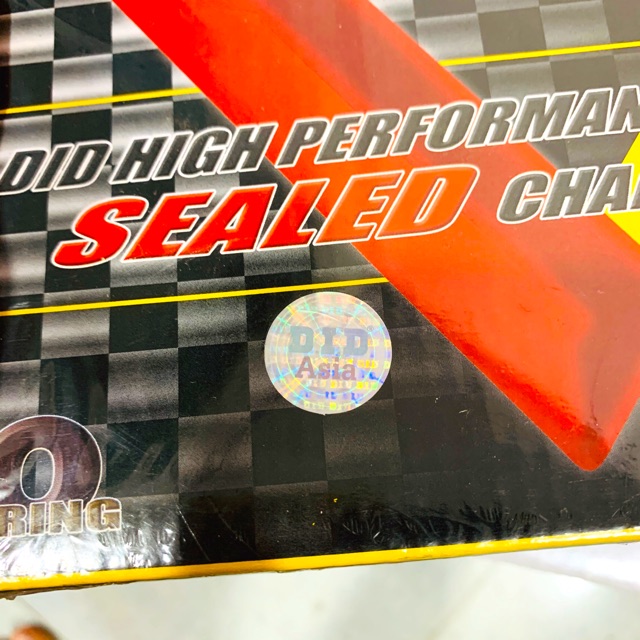 DID HIGH PERFORMAN
SEALED CHA
DID
Asia
O
RING